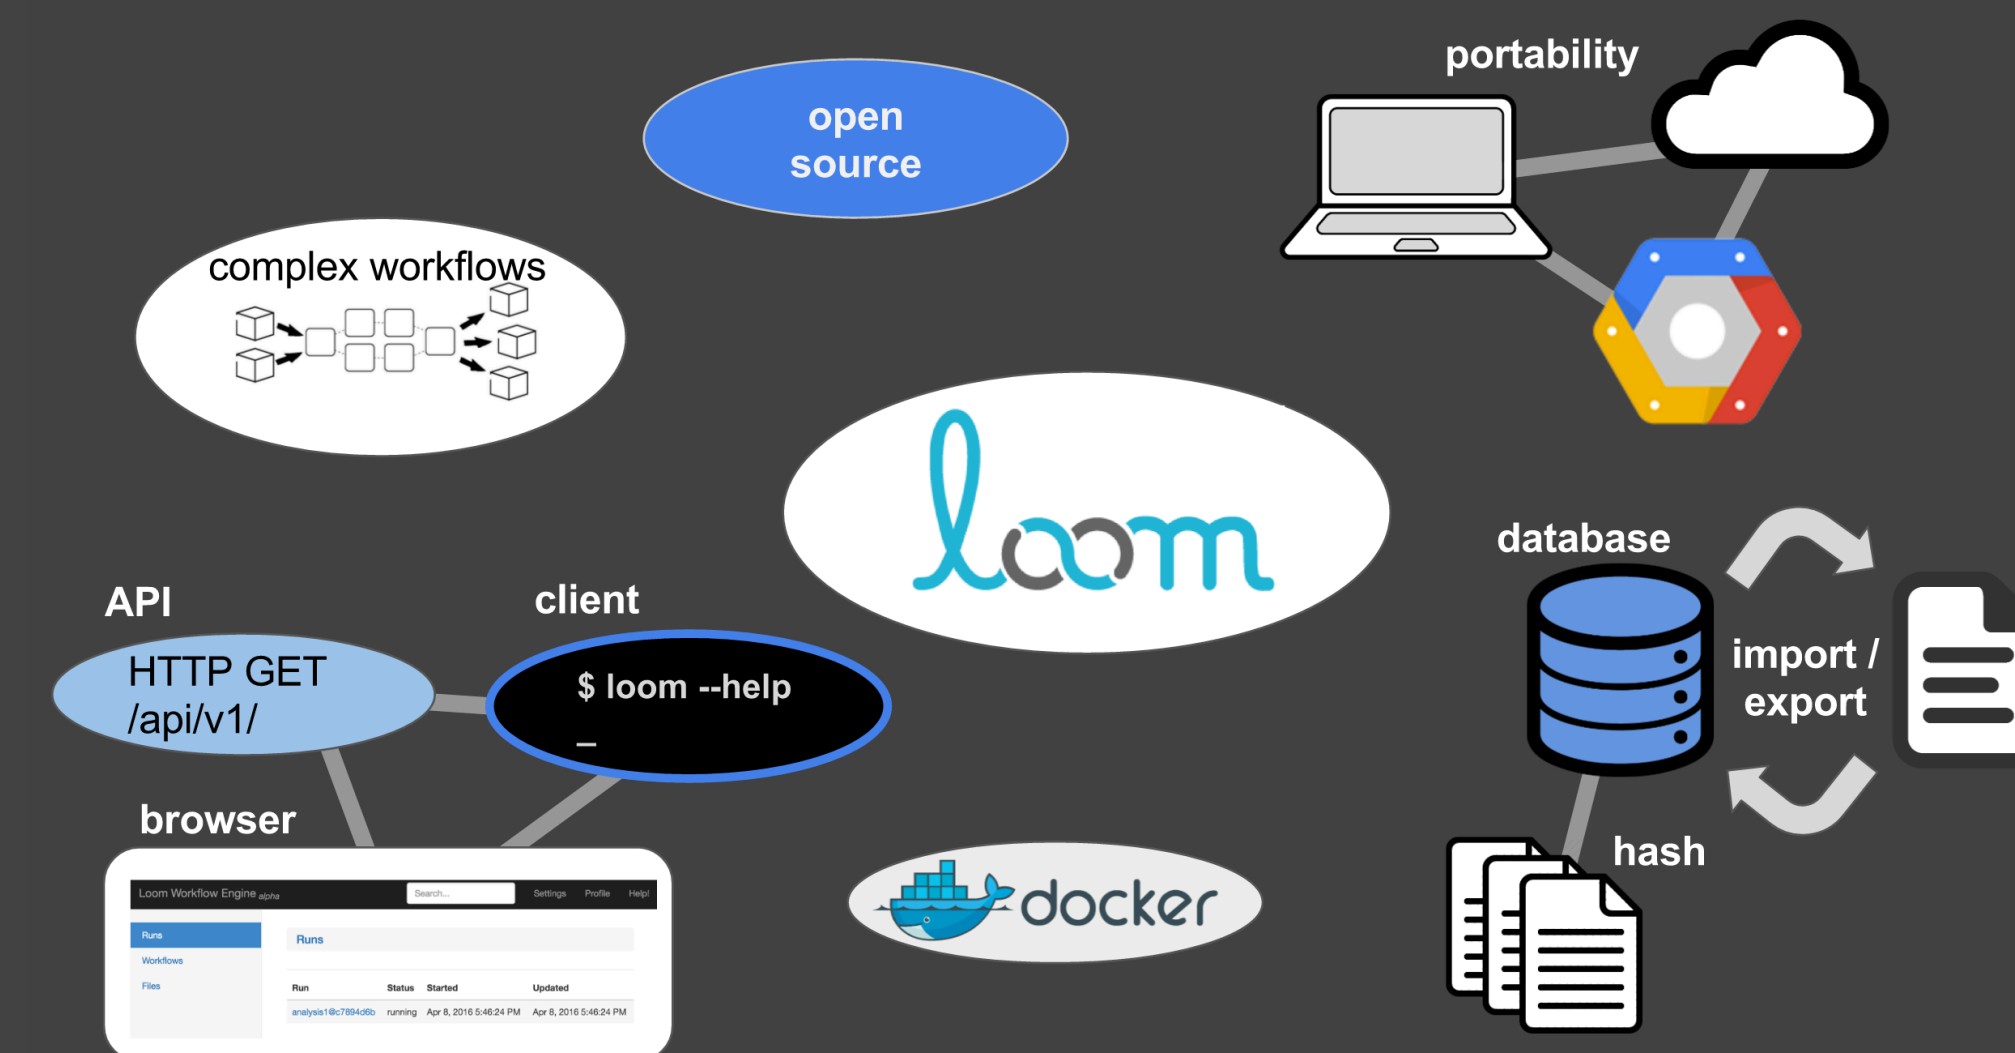 portability
open
source
complex workflows
loom
database
import /
export
API
HTTP GET
/api/v1/
client
$ loom --help
_
browser
Loom Workflow Engine alpha
Search...
Settings
Profile
Help!
Runs
Workflows
Files
Runs
Run Status Started Updated
analysis1@c7894d6b running Apr 8, 2016 5:46:24 PM Apr 8, 2016 5:46:24 PM
docker
hash